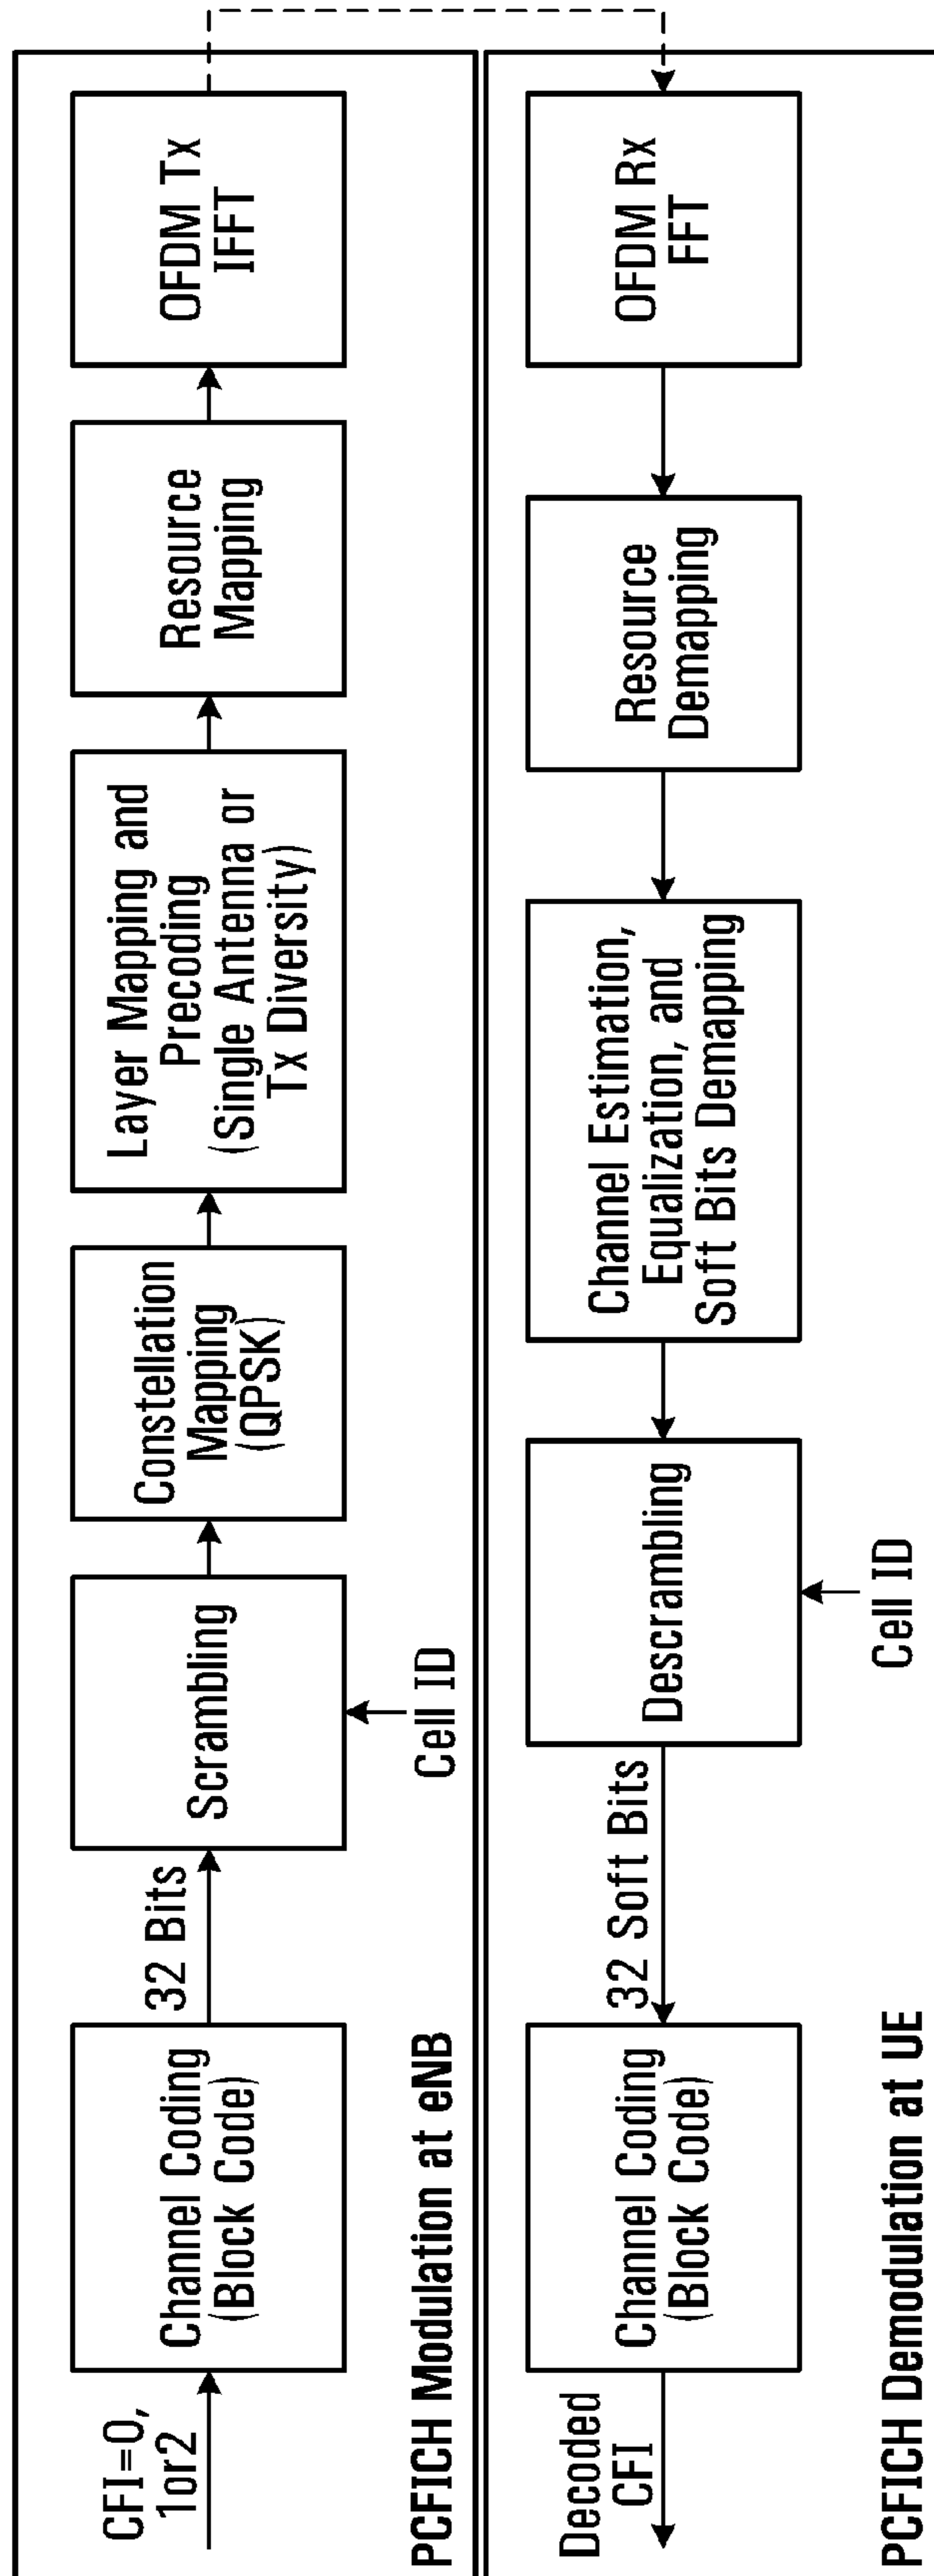 CFI=0,
1or2
Channel Coding
(Block Code)
32 Bits
Scrambling
Cell ID
Constellation
Mapping
(QPSK)
Layer Mapping and
Precoding
(Single Antenna or
Tx Diversity)
Resource
Mapping
OFDM Tx
IFFT
PCFICH Modulation at eNB
OFDM Rx
FFT
Resource
Demapping
Channel Estimation,
Equalization, and
Soft Bits Demapping
Descrambling
Cell ID
32 Soft Bits
Channel Coding
(Block Code)
Decoded
CFI
PCFICH Demodulation at UE